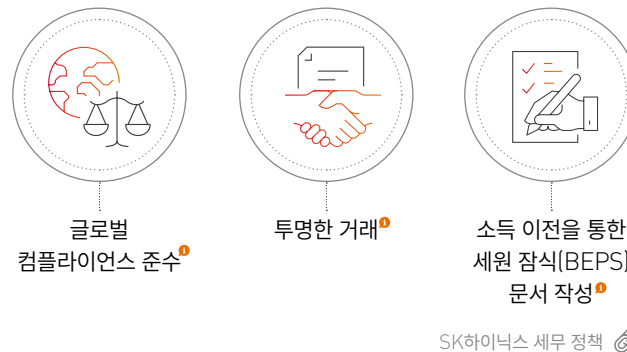 글로벌
컴플라이언스 준수
투명한 거래
소득 이전을 통한
세원 잠식(BEPS)
문서 작성
SK하이닉스 세무 정책